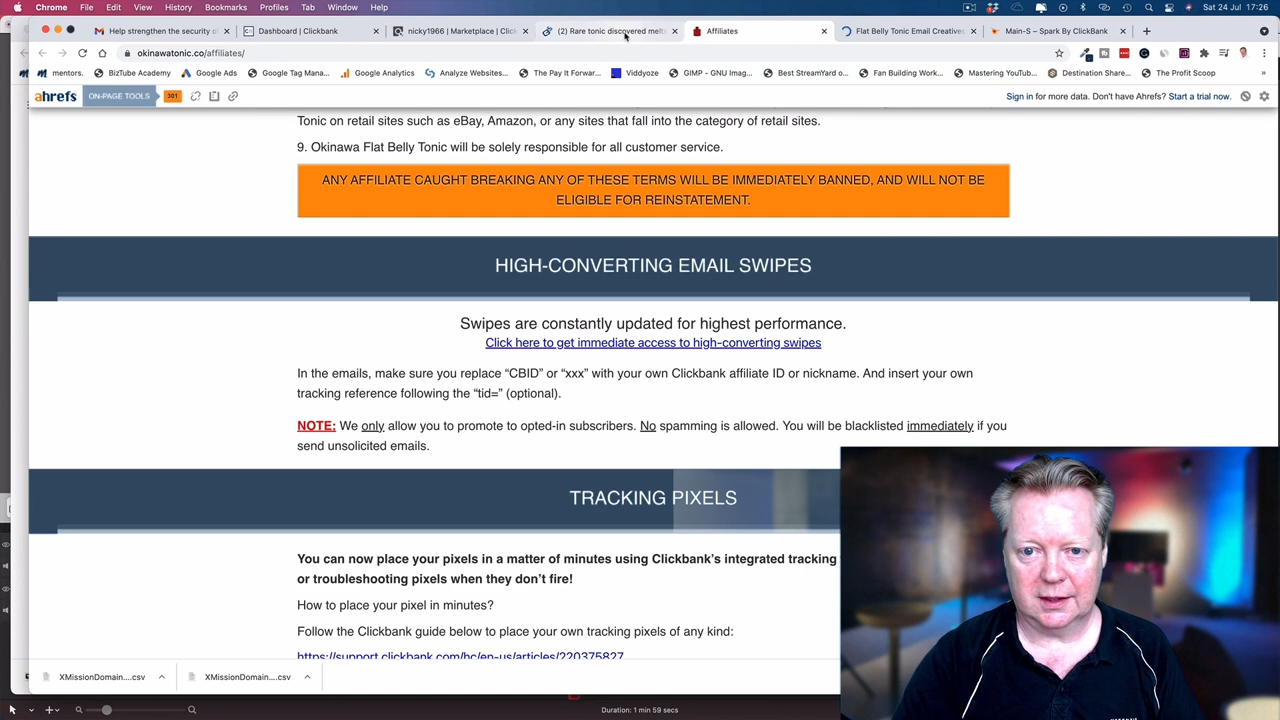 Chrome File Edit View History Bookmarks Profiles Tab Window Help Sat 24 Jul 17:26
Help strengthen the security of Dashboard | Clickbank nicky1966 | Marketplace | Clic (2) Rare tonic discovered melts Affiliates Flat Belly Tonic Email Creatives Main-S – Spark By ClickBank
okinawatonic.co/affiliates/
mentors. BizTube Academy Google Ads Google Tag Mana... Google Analytics Analyze Websites... The Pay It Forwar... Viddyoze GIMP - GNU Imag... Best StreamYard o... Fan Building Work... Mastering YouTub... Destination Share... The Profit Scoop »
ahrefs ON-PAGE TOOLS 301 Sign in for more data. Don't have Ahrefs? Start a trial now.
Tonic on retail sites such as eBay, Amazon, or any sites that fall into the category of retail sites.
9. Okinawa Flat Belly Tonic will be solely responsible for all customer service.
ANY AFFILIATE CAUGHT BREAKING ANY OF THESE TERMS WILL BE IMMEDIATELY BANNED, AND WILL NOT BE
ELIGIBLE FOR REINSTATEMENT.
HIGH-CONVERTING EMAIL SWIPES
Swipes are constantly updated for highest performance.
Click here to get immediate access to high-converting swipes
In the emails, make sure you replace “CBID” or “xxx” with your own Clickbank affiliate ID or nickname. And insert your own
tracking reference following the “tid=” (optional).
NOTE: We only allow you to promote to opted-in subscribers. No spamming is allowed. You will be blacklisted immediately if you
send unsolicited emails.
TRACKING PIXELS
You can now place your pixels in a matter of minutes using Clickbank’s integrated tracking
or troubleshooting pixels when they don’t fire!
How to place your pixel in minutes?
Follow the Clickbank guide below to place your own tracking pixels of any kind:
https://support.clickbank.com/hc/en-us/articles/220375827
XMissionDomain....csv XMissionDomain....csv
Duration: 1 min 59 secs